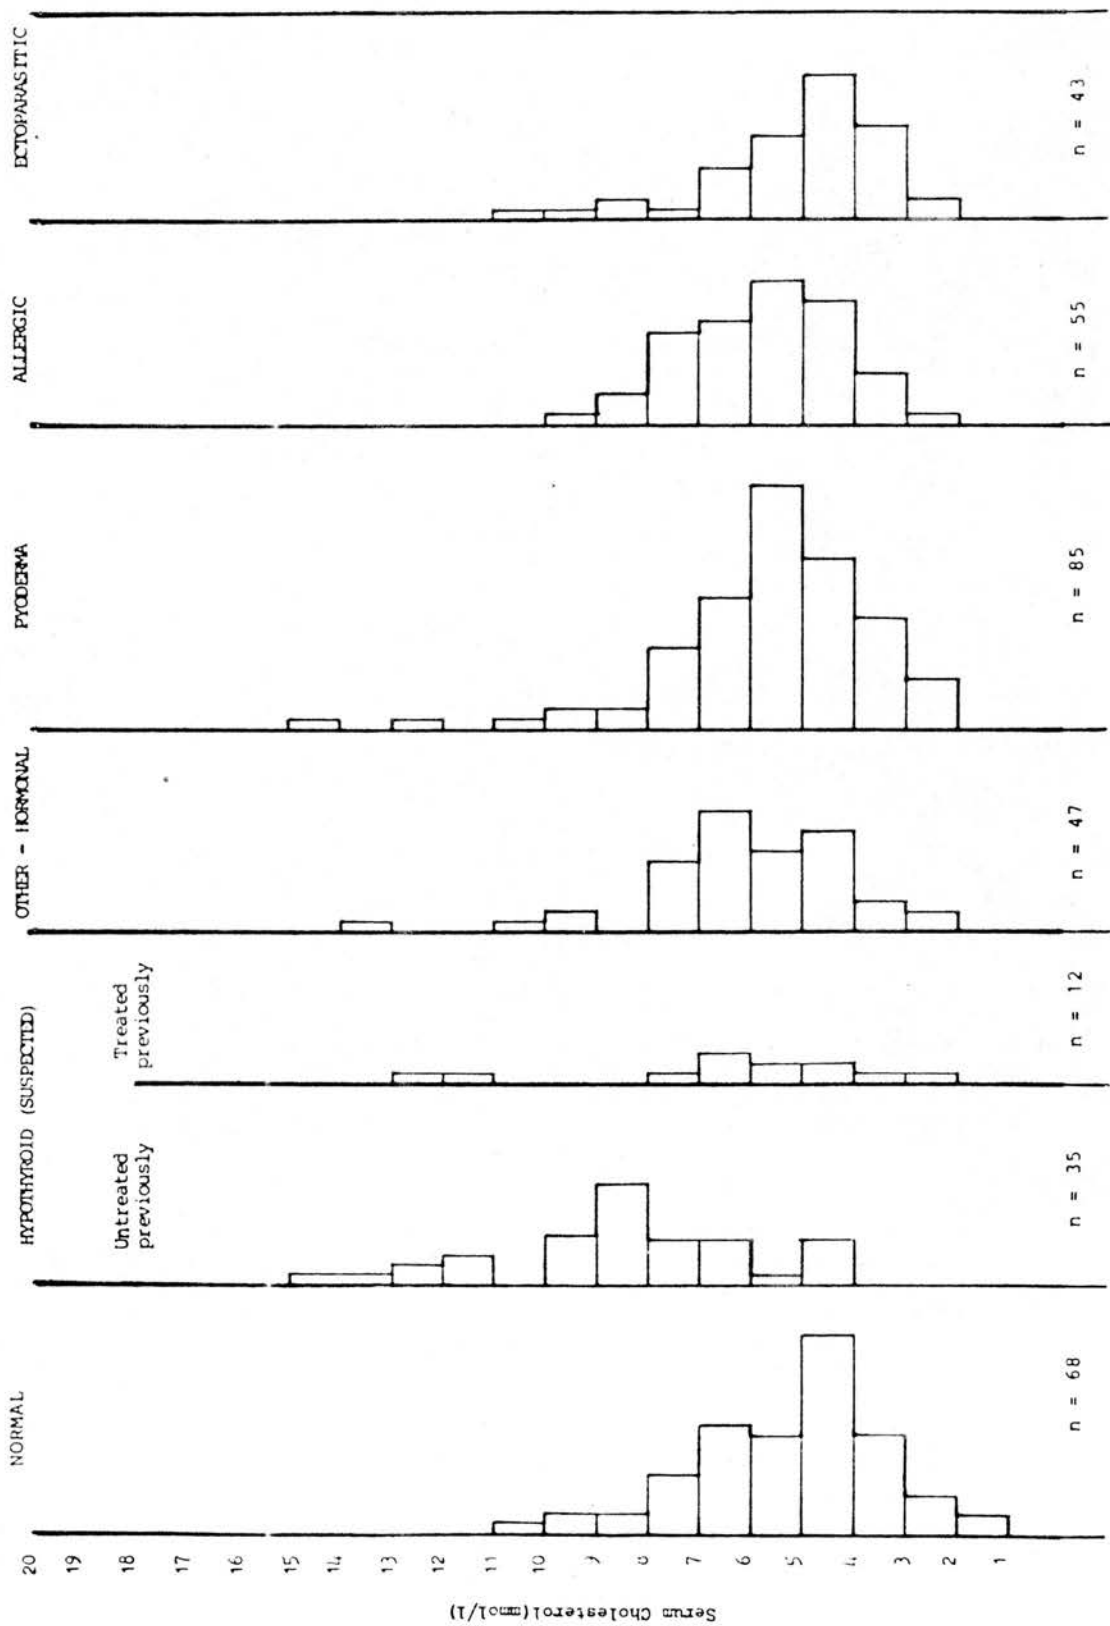 NORMAL
HYPOTHYROID (SUSPECTED)
Untreated
previously
Treated
previously
OTHER - HORMONAL
PYODERMA
ALLERGIC
ECTOPARASITIC
Serum Cholesterol(mmol/l)
20
19
18
17
16
15
14
13
12
11
10
9
8
7
6
5
4
3
2
1
n = 68
n = 35
n = 12
n = 47
n = 85
n = 55
n = 43